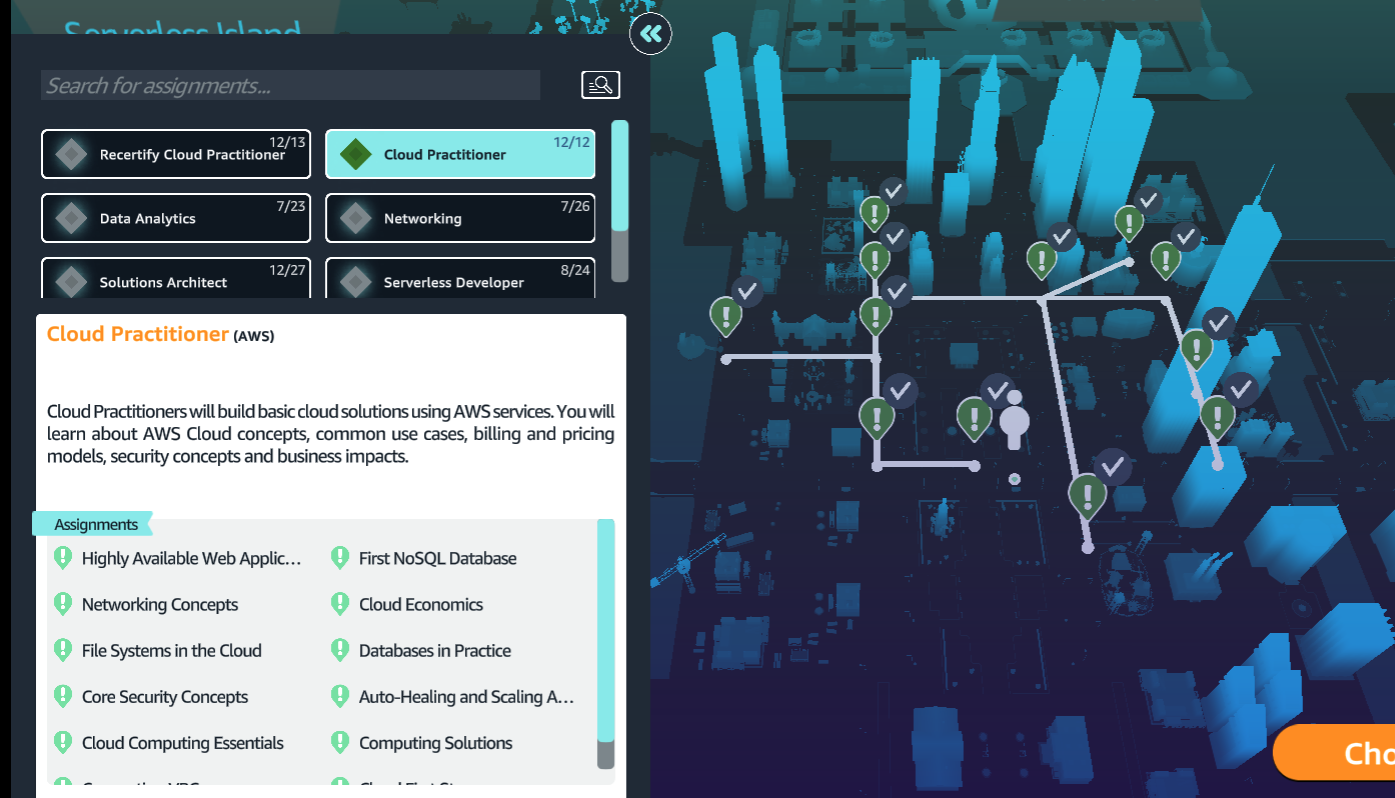 Serverless Island
Search for assignments...
Recertify Cloud Practitioner 12/13
Cloud Practitioner 12/12
Data Analytics 7/23
Networking 7/26
Solutions Architect 12/27
Serverless Developer 8/24
Cloud Practitioner (AWS)
Cloud Practitioners will build basic cloud solutions using AWS services. You will
learn about AWS Cloud concepts, common use cases, billing and pricing
models, security concepts and business impacts.
Assignments
Highly Available Web Applic...
First NoSQL Database
Networking Concepts
Cloud Economics
File Systems in the Cloud
Databases in Practice
Core Security Concepts
Auto-Healing and Scaling A...
Cloud Computing Essentials
Computing Solutions
Cho